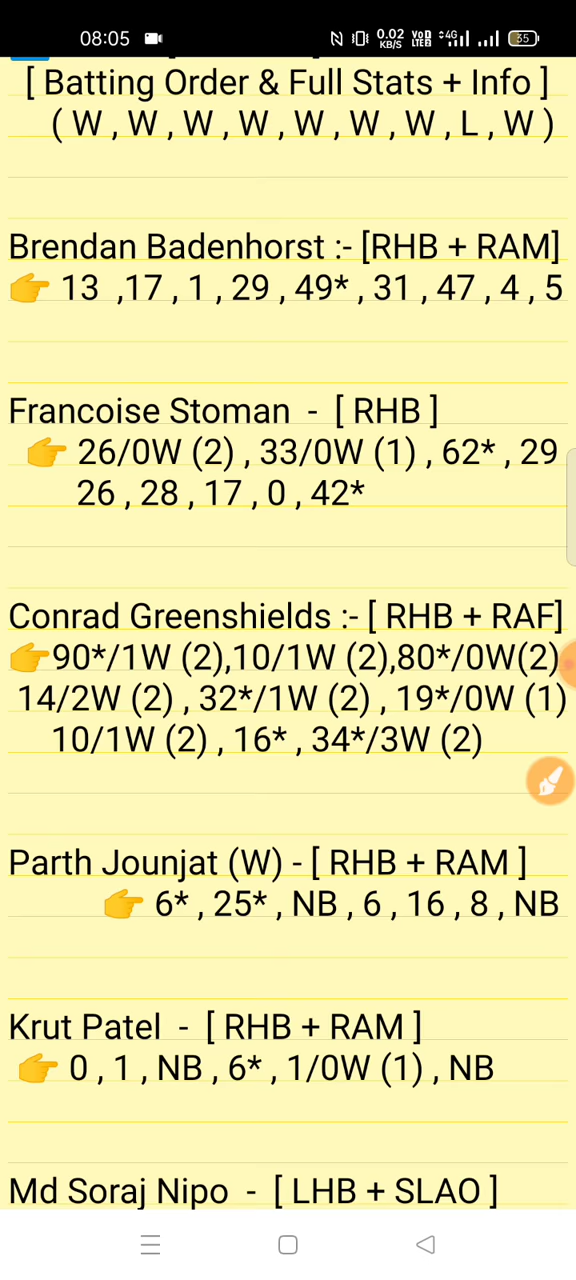 08:05 0.02 KB/S VoD LTE2 4G 35
[ Batting Order & Full Stats + Info ]
( W , W , W , W , W , W , W , L , W )
Brendan Badenhorst :- [RHB + RAM]
👉 13 ,17 , 1 , 29 , 49* , 31 , 47 , 4 , 5
Francoise Stoman - [ RHB ]
👉 26/0W (2) , 33/0W (1) , 62* , 29
26 , 28 , 17 , 0 , 42*
Conrad Greenshields :- [ RHB + RAF]
👉90*/1W (2),10/1W (2),80*/0W(2)
14/2W (2) , 32*/1W (2) , 19*/0W (1)
10/1W (2) , 16* , 34*/3W (2)
Parth Jounjat (W) - [ RHB + RAM ]
👉 6* , 25* , NB , 6 , 16 , 8 , NB
Krut Patel - [ RHB + RAM ]
👉 0 , 1 , NB , 6* , 1/0W (1) , NB
Md Soraj Nipo - [ LHB + SLAO ]